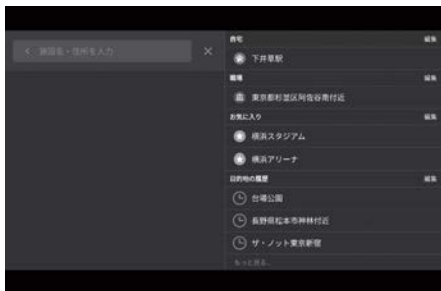 施設名・住所を入力
自宅 編集
下井草駅
職場 編集
東京都杉並区阿佐谷南付近
お気に入り 編集
横浜スタジアム
横浜アリーナ
目的地の履歴 編集
台場公園
長野県松本市神林付近
ザ・ノット東京新宿
もっと見る...